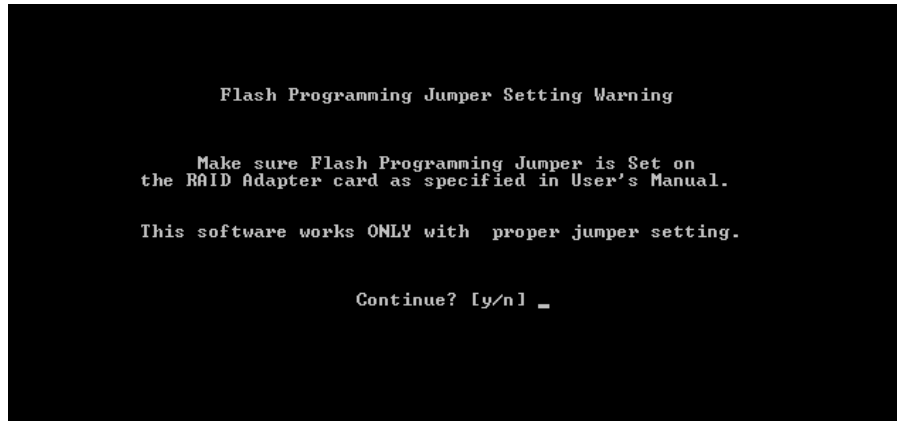 Flash Programming Jumper Setting Warning
Make sure Flash Programming Jumper is Set on
the RAID Adapter card as specified in User's Manual.
This software works ONLY with  proper jumper setting.
Continue? [y/n] _